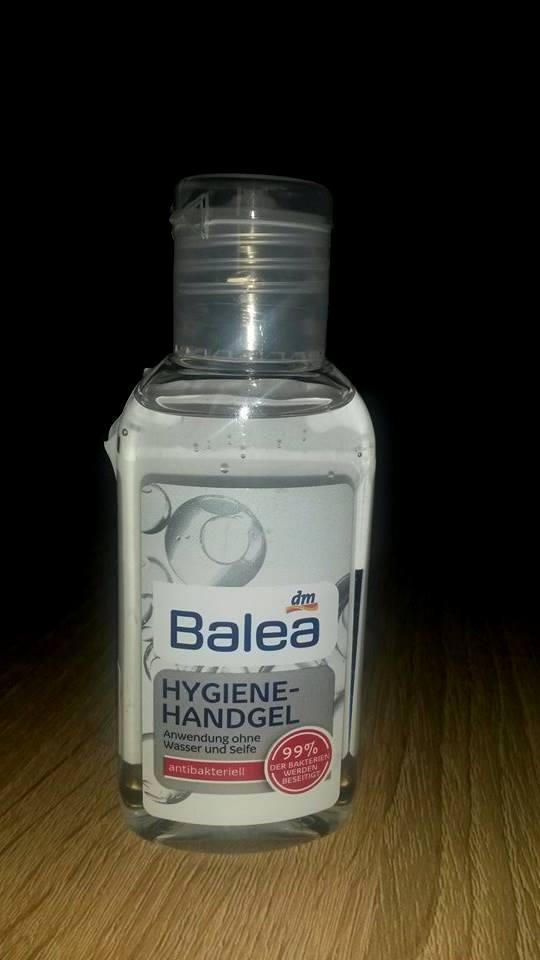 dm
Balea
HYGIENE-
HANDGEL
Anwendung ohne
Wasser und Seife
antibakteriell
99%
DER BAKTERIEN
WERDEN
BESEITIGT